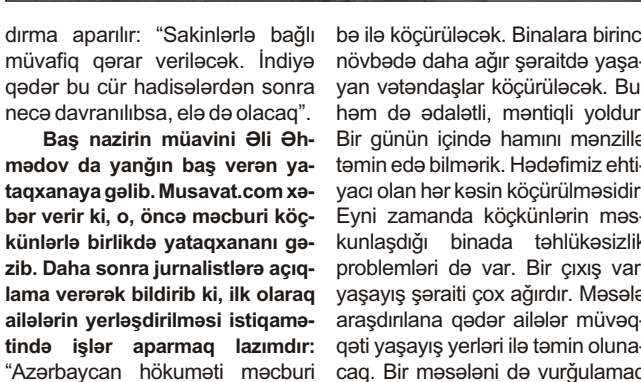 dırma aparılır: “Sakinlərlə bağlı
müvafiq qərar veriləcək. İndiyə
qədər bu cür hadisələrdən sonra
necə davranılıbsa, elə də olacaq”.
Baş nazirin müavini Əli Əh-
mədov da yanğın baş verən ya-
taqxanaya gəlib. Musavat.com xə-
bər verir ki, o, öncə məcburi köç-
künlərlə birlikdə yataqxananı gə-
zib. Daha sonra jurnalistlərə açıq-
lama verərək bildirib ki, ilk olaraq
ailələrin yerləşdirilməsi istiqamə-
tində işlər aparmaq lazımdır:
“Azərbaycan hökuməti məcburi
bə ilə köçürüləcək. Binalara birinc
növbədə daha ağır şəraitdə yaşa-
yan vətəndaşlar köçürüləcək. Bu
həm də ədalətli, məntiqli yoldur
Bir günün içində hamını mənzillə
təmin edə bilmərik. Hədəfimiz ehti-
yacı olan hər kəsin köçürülməsidir
Eyni zamanda köçkünlərin məs-
kunlaşdığı binada təhlükəsizlik
problemləri də var. Bir çıxış var
yaşayış şəraiti çox ağırdır. Məsələ
araşdırılana qədər ailələr müvəq-
qəti yaşayış yerləri ilə təmin oluna-
caq. Bir məsələni də vurğulamaq